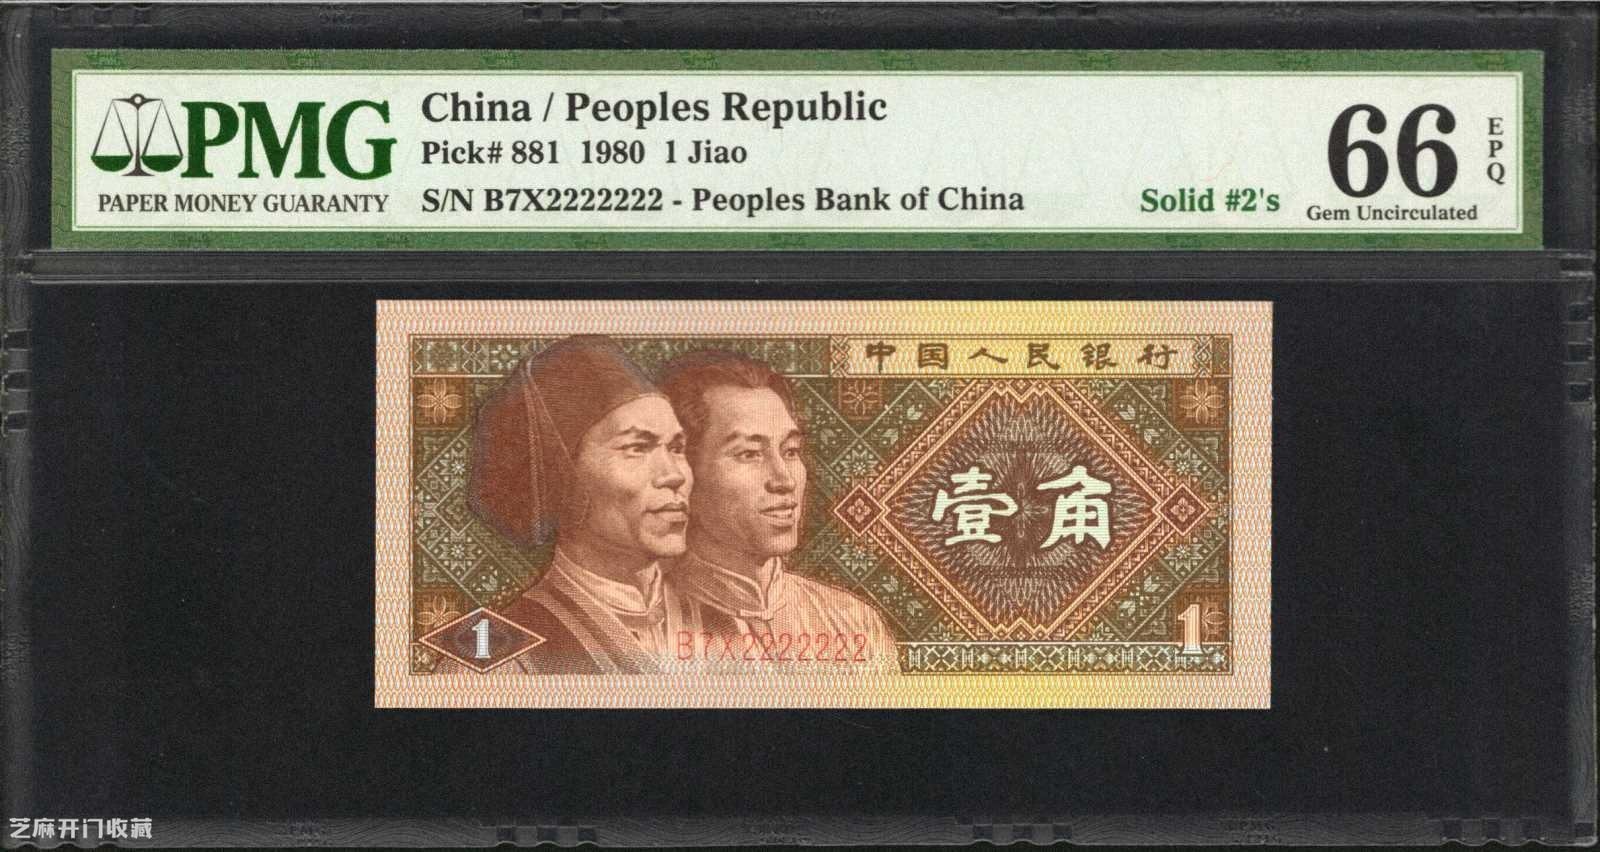 PMG
PAPER MONEY GUARANTY
China / Peoples Republic
Pick# 881 1980 1 Jiao
S/N B7X2222222 - Peoples Bank of China
Solid #2's
66
EPQ
Gem Uncirculated
中国人民银行
壹角
1
1
B7X2222222
芝麻开门收藏